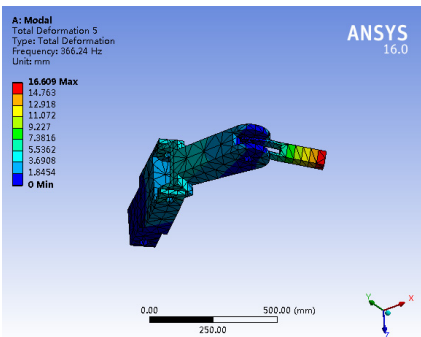 A: Modal
Total Deformation 5
Type: Total Deformation
Frequency: 366.24 Hz
Unit: mm
16.609 Max
14.763
12.918
11.072
9.227
7.3816
5.5362
3.6908
1.8454
0 Min
ANSYS
16.0
0.00
500.00 (mm)
250.00
Y
X
Z